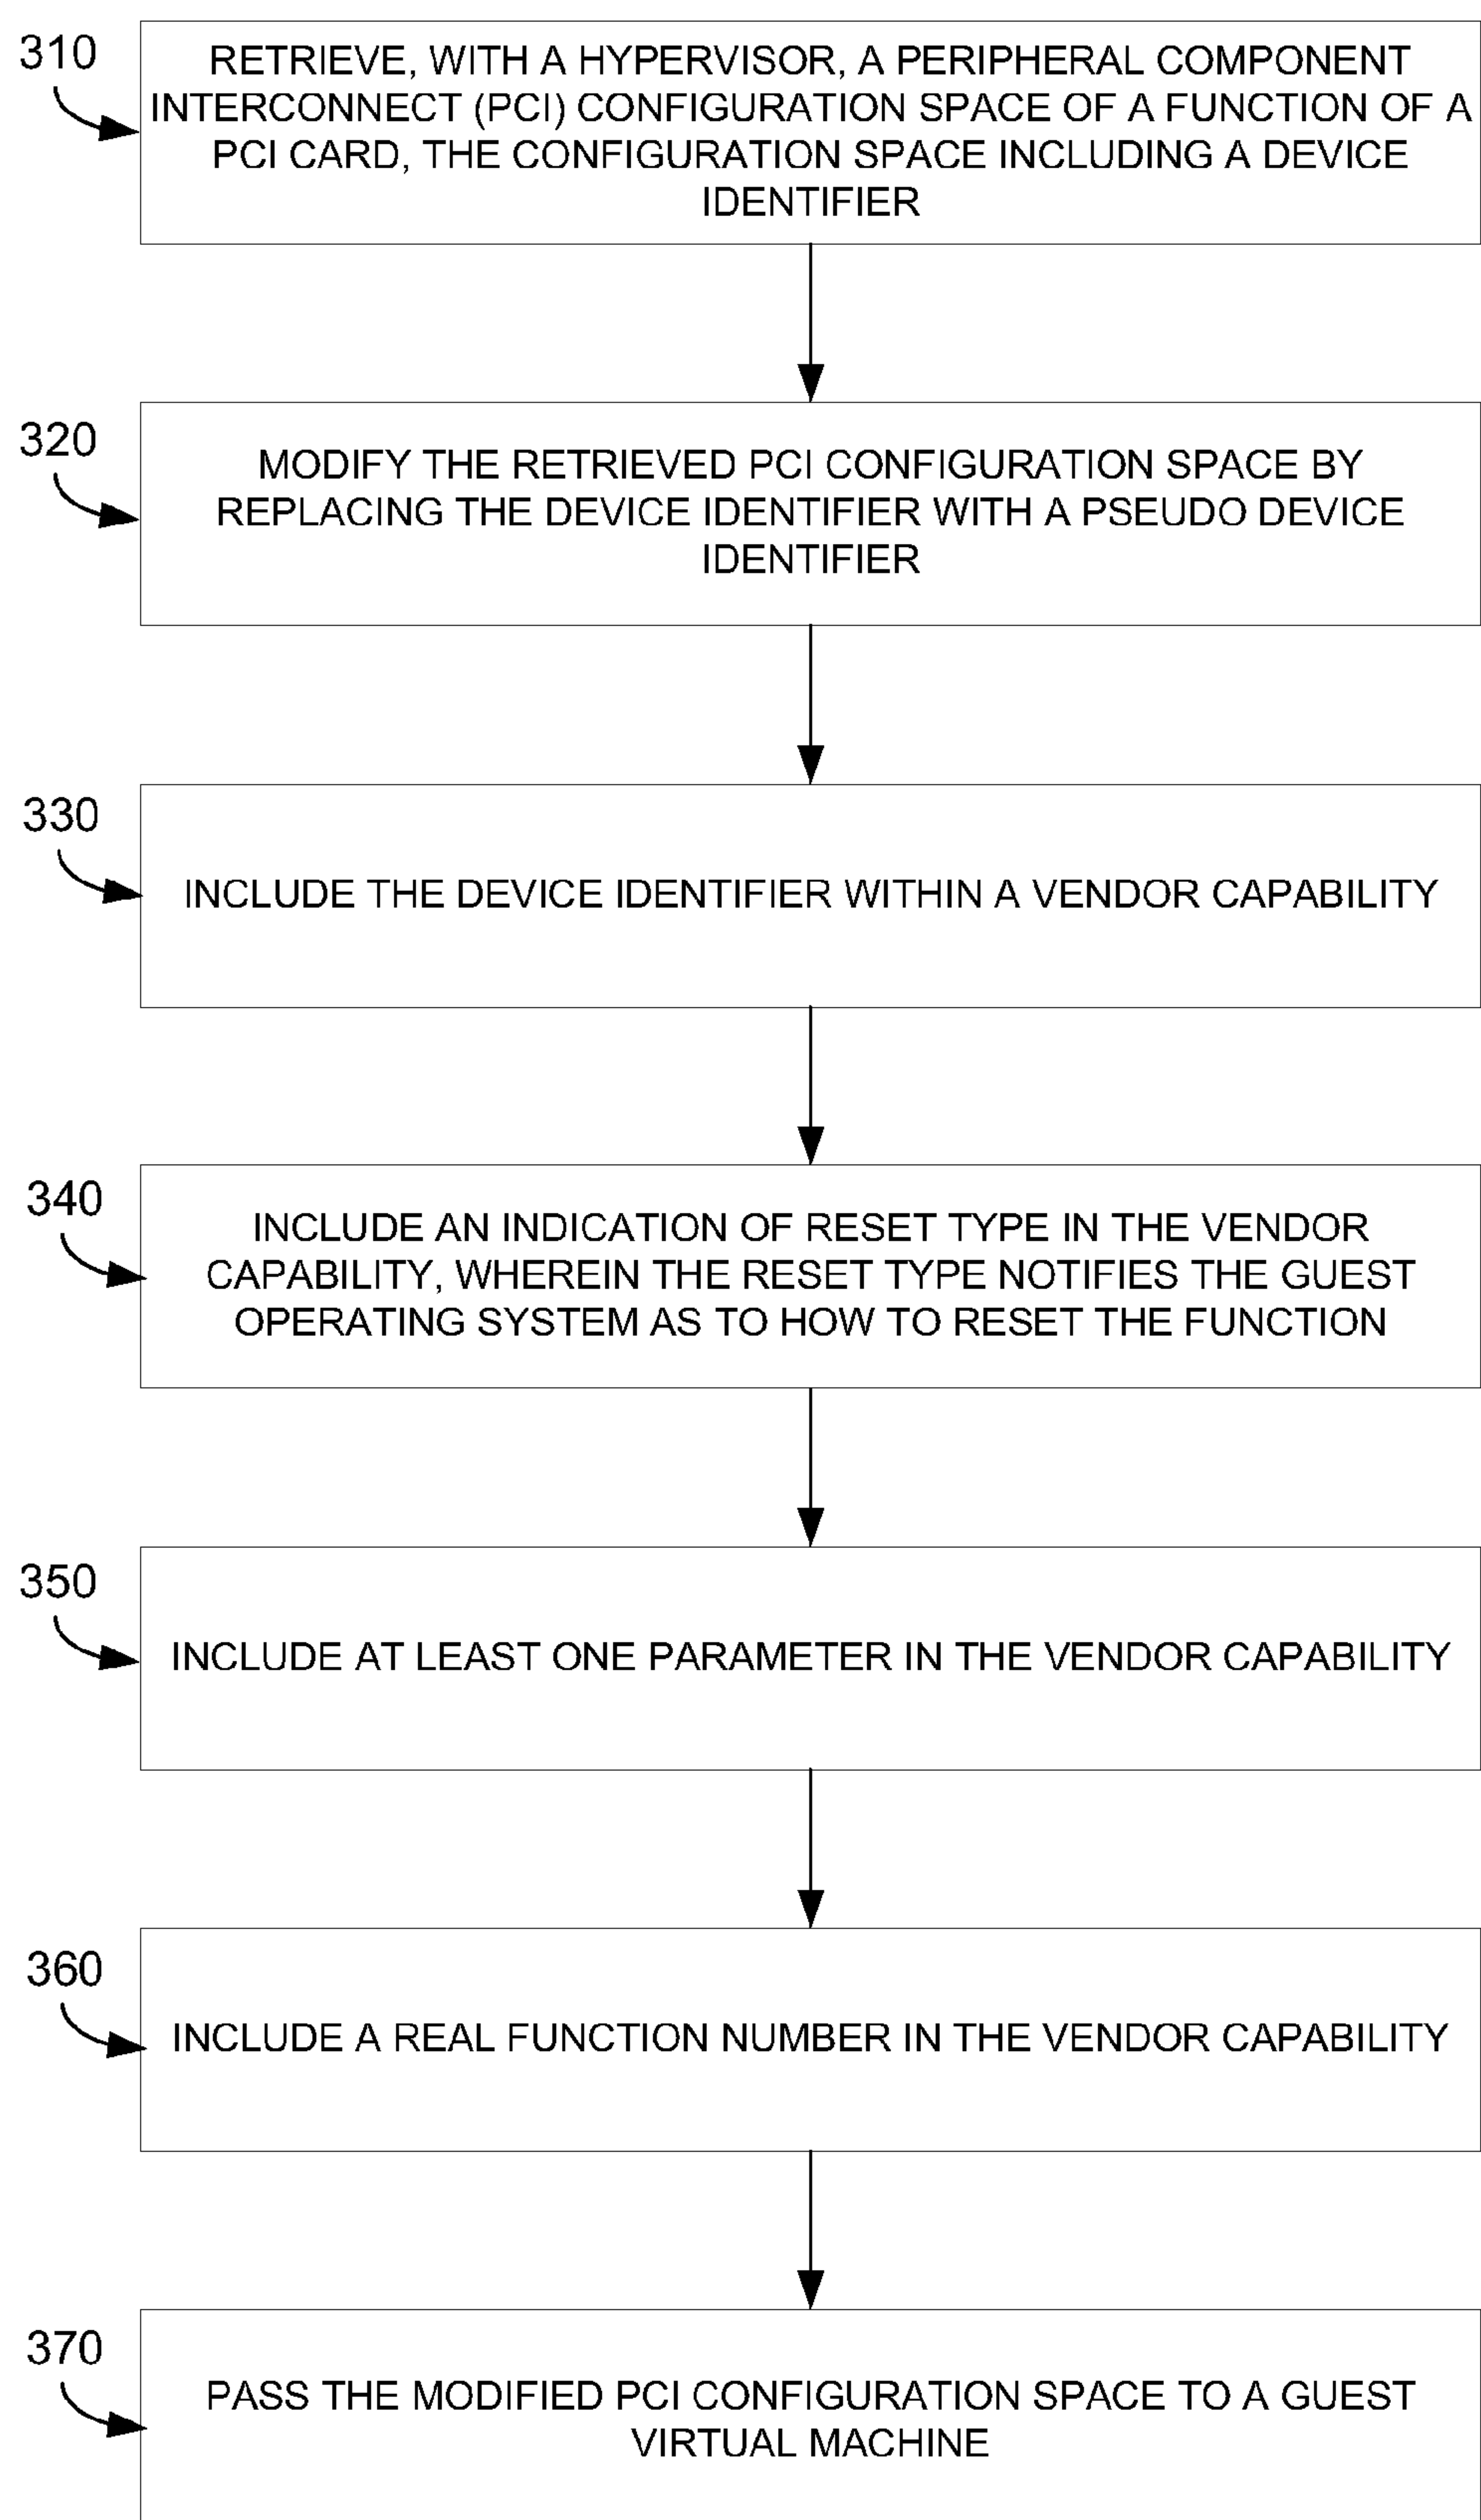 310
RETRIEVE, WITH A HYPERVISOR, A PERIPHERAL COMPONENT
INTERCONNECT (PCI) CONFIGURATION SPACE OF A FUNCTION OF A
PCI CARD, THE CONFIGURATION SPACE INCLUDING A DEVICE
IDENTIFIER
320
MODIFY THE RETRIEVED PCI CONFIGURATION SPACE BY
REPLACING THE DEVICE IDENTIFIER WITH A PSEUDO DEVICE
IDENTIFIER
330
INCLUDE THE DEVICE IDENTIFIER WITHIN A VENDOR CAPABILITY
340
INCLUDE AN INDICATION OF RESET TYPE IN THE VENDOR
CAPABILITY, WHEREIN THE RESET TYPE NOTIFIES THE GUEST
OPERATING SYSTEM AS TO HOW TO RESET THE FUNCTION
350
INCLUDE AT LEAST ONE PARAMETER IN THE VENDOR CAPABILITY
360
INCLUDE A REAL FUNCTION NUMBER IN THE VENDOR CAPABILITY
370
PASS THE MODIFIED PCI CONFIGURATION SPACE TO A GUEST
VIRTUAL MACHINE